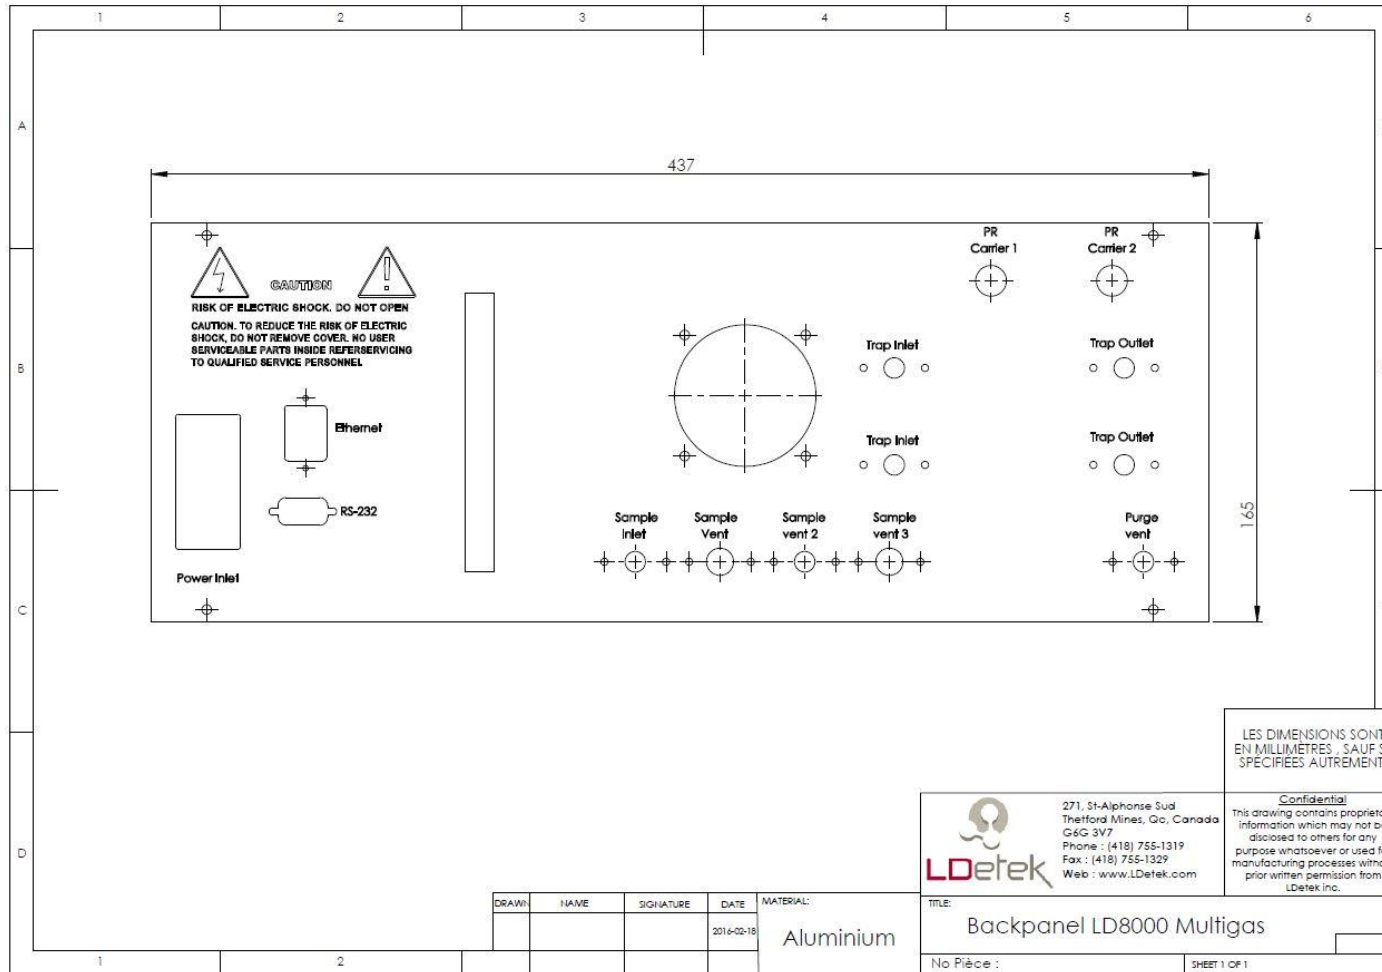 1 2 3 4 5 6
A
437
PR
Carrier 1
PR
Carrier 2
CAUTION
RISK OF ELECTRIC SHOCK. DO NOT OPEN
CAUTION. TO REDUCE THE RISK OF ELECTRIC
SHOCK, DO NOT REMOVE COVER. NO USER
SERVICEABLE PARTS INSIDE REFERSERVICING
TO QUALIFIED SERVICE PERSONNEL
B
Trap Inlet
Trap Outlet
Ethernet
Trap Inlet
Trap Outlet
RS-232
165
Sample
Inlet
Sample
Vent
Sample
vent 2
Sample
vent 3
Purge
vent
Power Inlet
C
LES DIMENSIONS SONT
EN MILLIMÈTRES , SAUF S
SPÉCIFIÉES AUTREMENT
D
LDetek
271, St-Alphonse Sud
Thetford Mines, Qc, Canada
G6G 3V7
Phone : (418) 755-1319
Fax : (418) 755-1329
Web : www.LDetek.com
Confidential
This drawing contains proprieta
information which may not be
disclosed to others for any
purpose whatsoever or used fo
manufacturing processes witho
prior written permission from
LDetek inc.
DRAWN NAME SIGNATURE DATE
2016-02-18
MATERIAL:
Aluminium
TITLE:
Backpanel LD8000 Multigas
No Pièce :
SHEET 1 OF 1
1 2